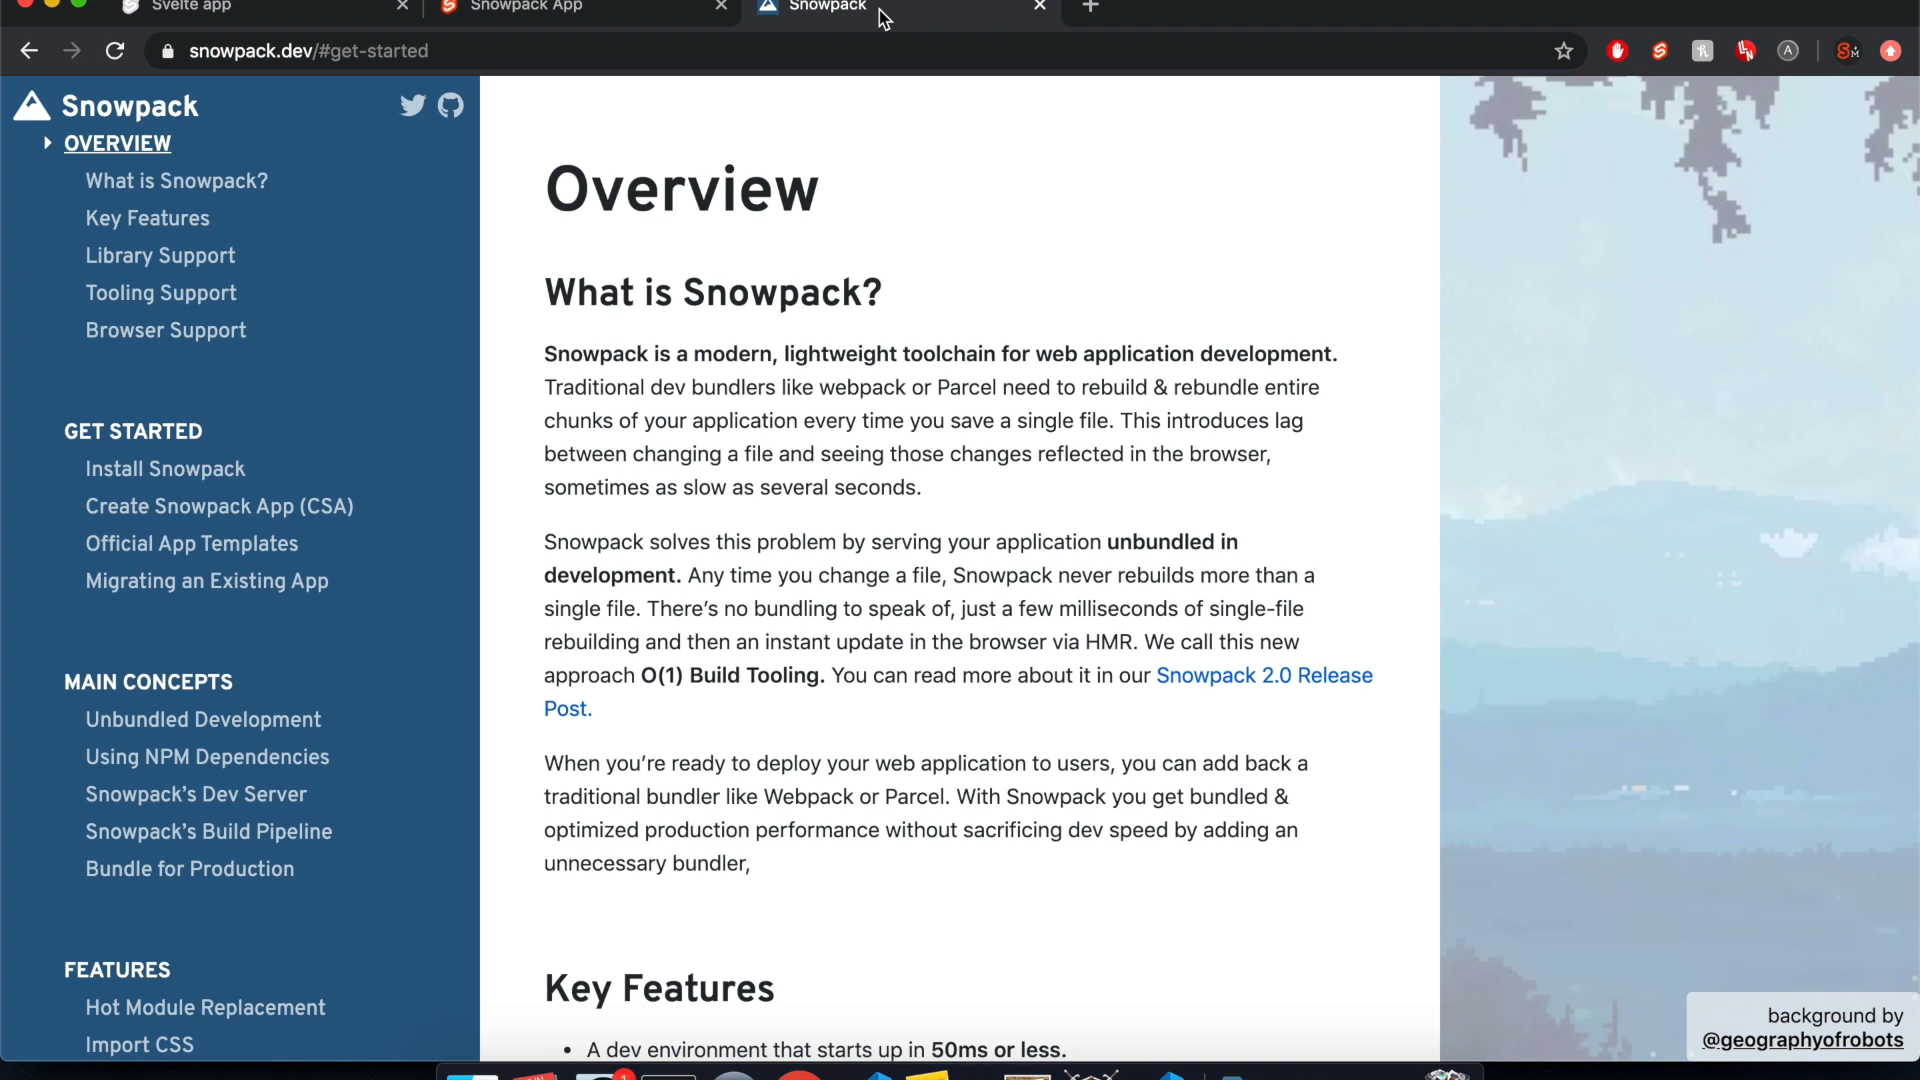 Svelte app
Snowpack App
Snowpack
snowpack.dev/#get-started
Snowpack
OVERVIEW
What is Snowpack?
Key Features
Library Support
Tooling Support
Browser Support
GET STARTED
Install Snowpack
Create Snowpack App (CSA)
Official App Templates
Migrating an Existing App
MAIN CONCEPTS
Unbundled Development
Using NPM Dependencies
Snowpack’s Dev Server
Snowpack’s Build Pipeline
Bundle for Production
FEATURES
Hot Module Replacement
Import CSS
Overview
What is Snowpack?
Snowpack is a modern, lightweight toolchain for web application development.
Traditional dev bundlers like webpack or Parcel need to rebuild & rebundle entire
chunks of your application every time you save a single file. This introduces lag
between changing a file and seeing those changes reflected in the browser,
sometimes as slow as several seconds.
Snowpack solves this problem by serving your application unbundled in
development. Any time you change a file, Snowpack never rebuilds more than a
single file. There’s no bundling to speak of, just a few milliseconds of single-file
rebuilding and then an instant update in the browser via HMR. We call this new
approach O(1) Build Tooling. You can read more about it in our Snowpack 2.0 Release
Post.
When you’re ready to deploy your web application to users, you can add back a
traditional bundler like Webpack or Parcel. With Snowpack you get bundled &
optimized production performance without sacrificing dev speed by adding an
unnecessary bundler,
Key Features
• A dev environment that starts up in 50ms or less.
background by
@geographyofrobots